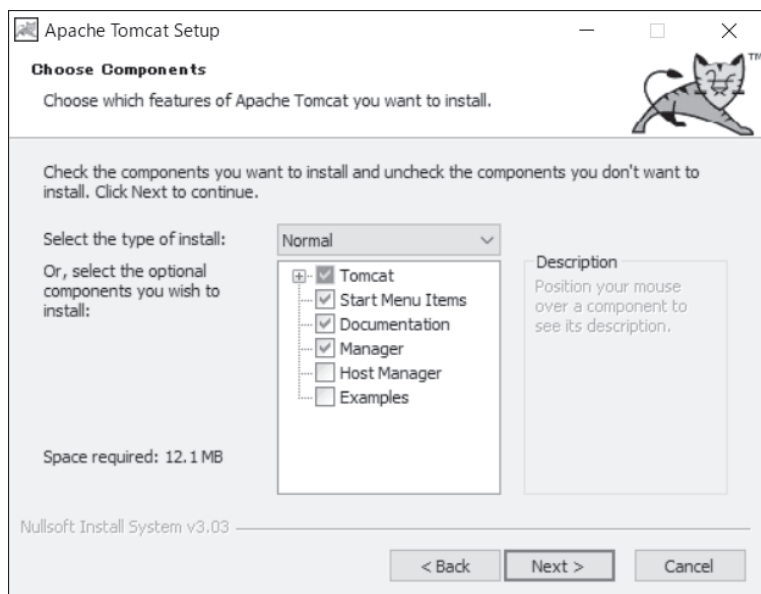 Apache Tomcat Setup
Choose Components
Choose which features of Apache Tomcat you want to install.
TM
Check the components you want to install and uncheck the components you don't want to
install. Click Next to continue.
Select the type of install:
Normal
Or, select the optional
components you wish to
install:
Tomcat
Start Menu Items
Documentation
Manager
Host Manager
Examples
Description
Position your mouse
over a component to
see its description.
Space required: 12.1 MB
Nullsoft Install System v3.03
< Back
Next >
Cancel